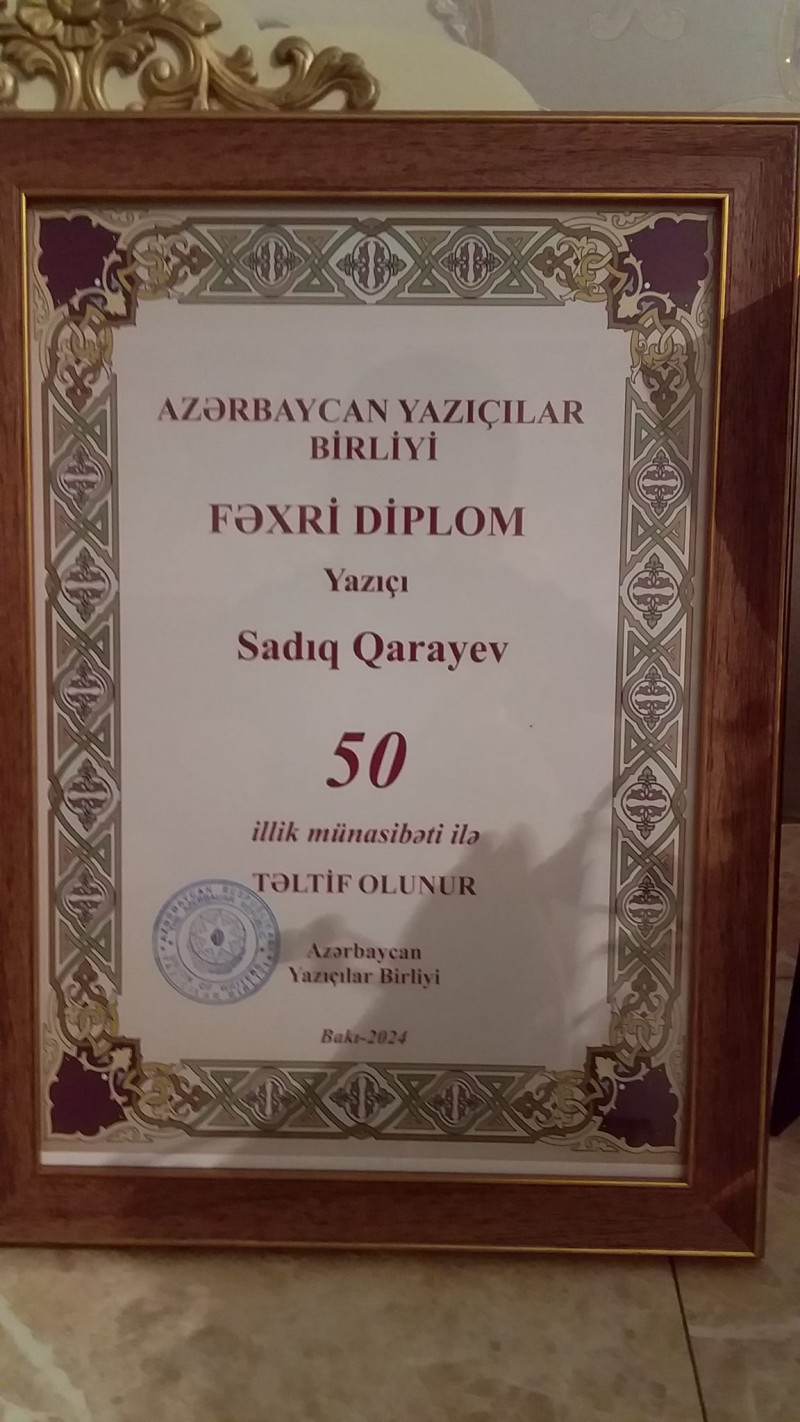 AZƏRBAYCAN YAZIÇILAR
BİRLİYİ
FƏXRİ DİPLOM
Yazıçı
Sadıq Qarayev
50
illik münasibəti ilə
TƏLTİF OLUNUR
Azərbaycan
Yazıçılar Birliyi
Bakı-2024